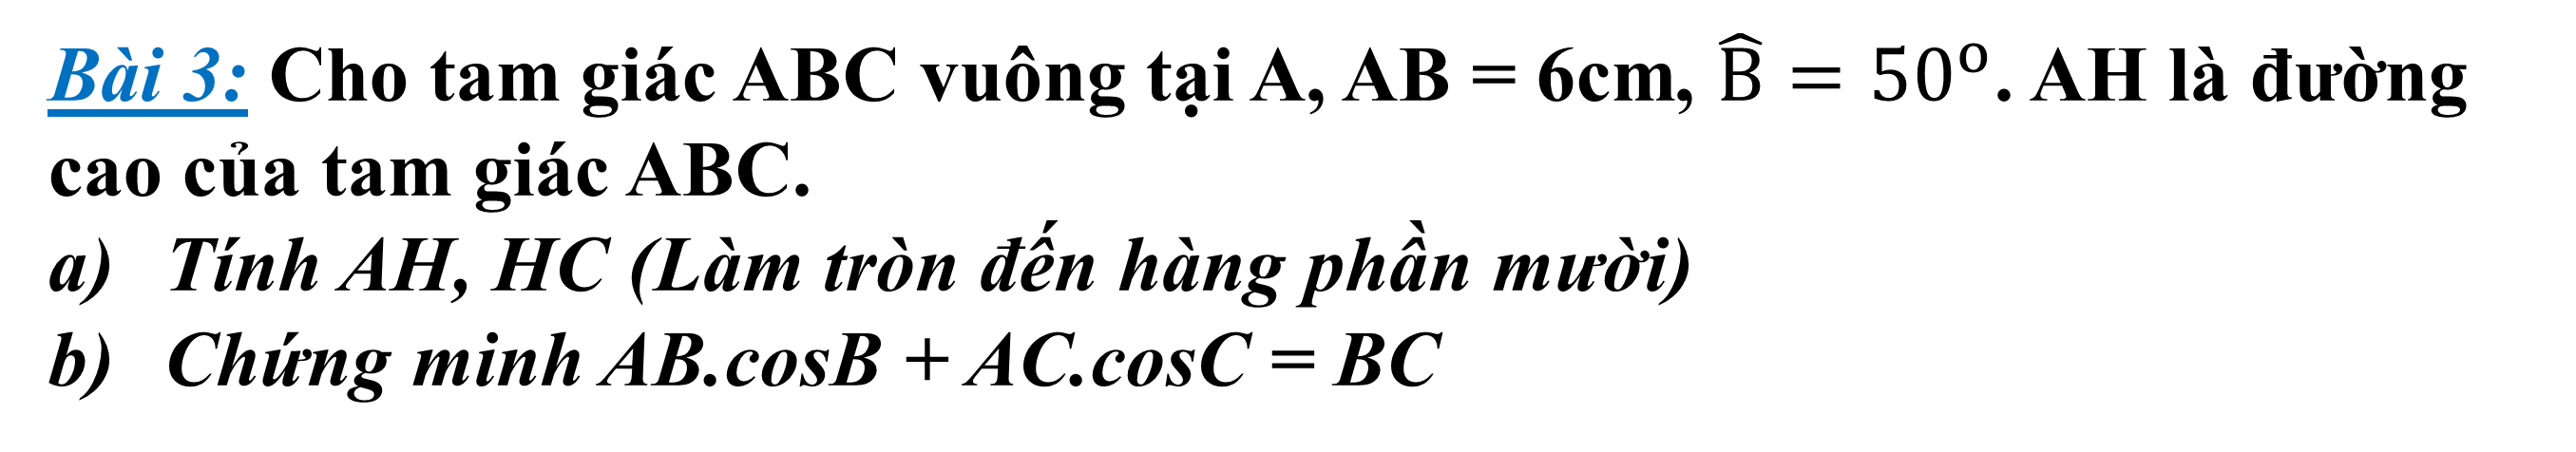 Bài 3: Cho tam giác ABC vuông tại A, AB = 6cm, B̂ = 50⁰. AH là đường
cao của tam giác ABC.
a) Tính AH, HC (Làm tròn đến hàng phần mười)
b) Chứng minh AB.cosB + AC.cosC = BC